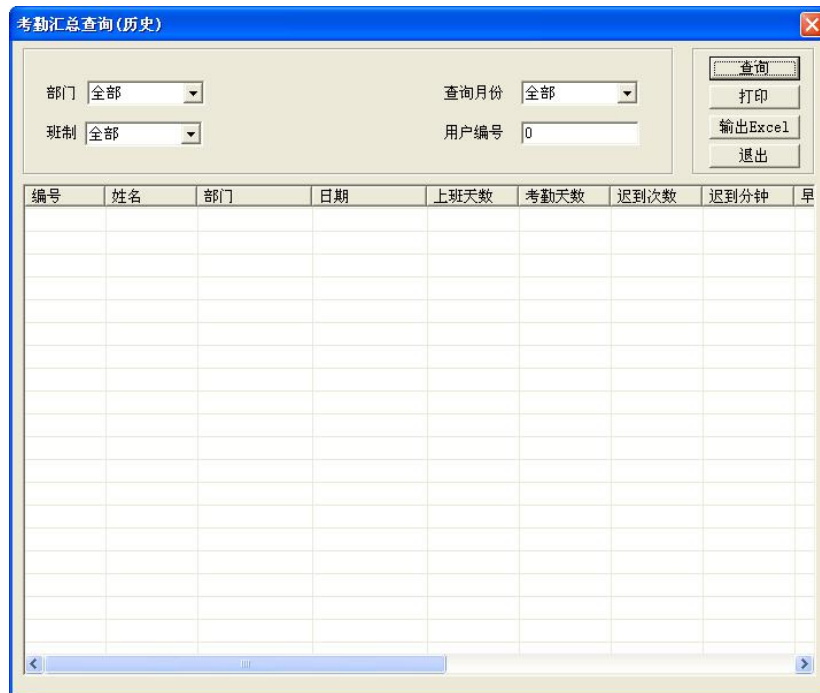 考勤汇总查询(历史)
部门 全部 查询月份 全部 查询
打印
班制 全部 用户编号 0 输出Excel
退出
编号 姓名 部门 日期 上班天数 考勤天数 迟到次数 迟到分钟 早